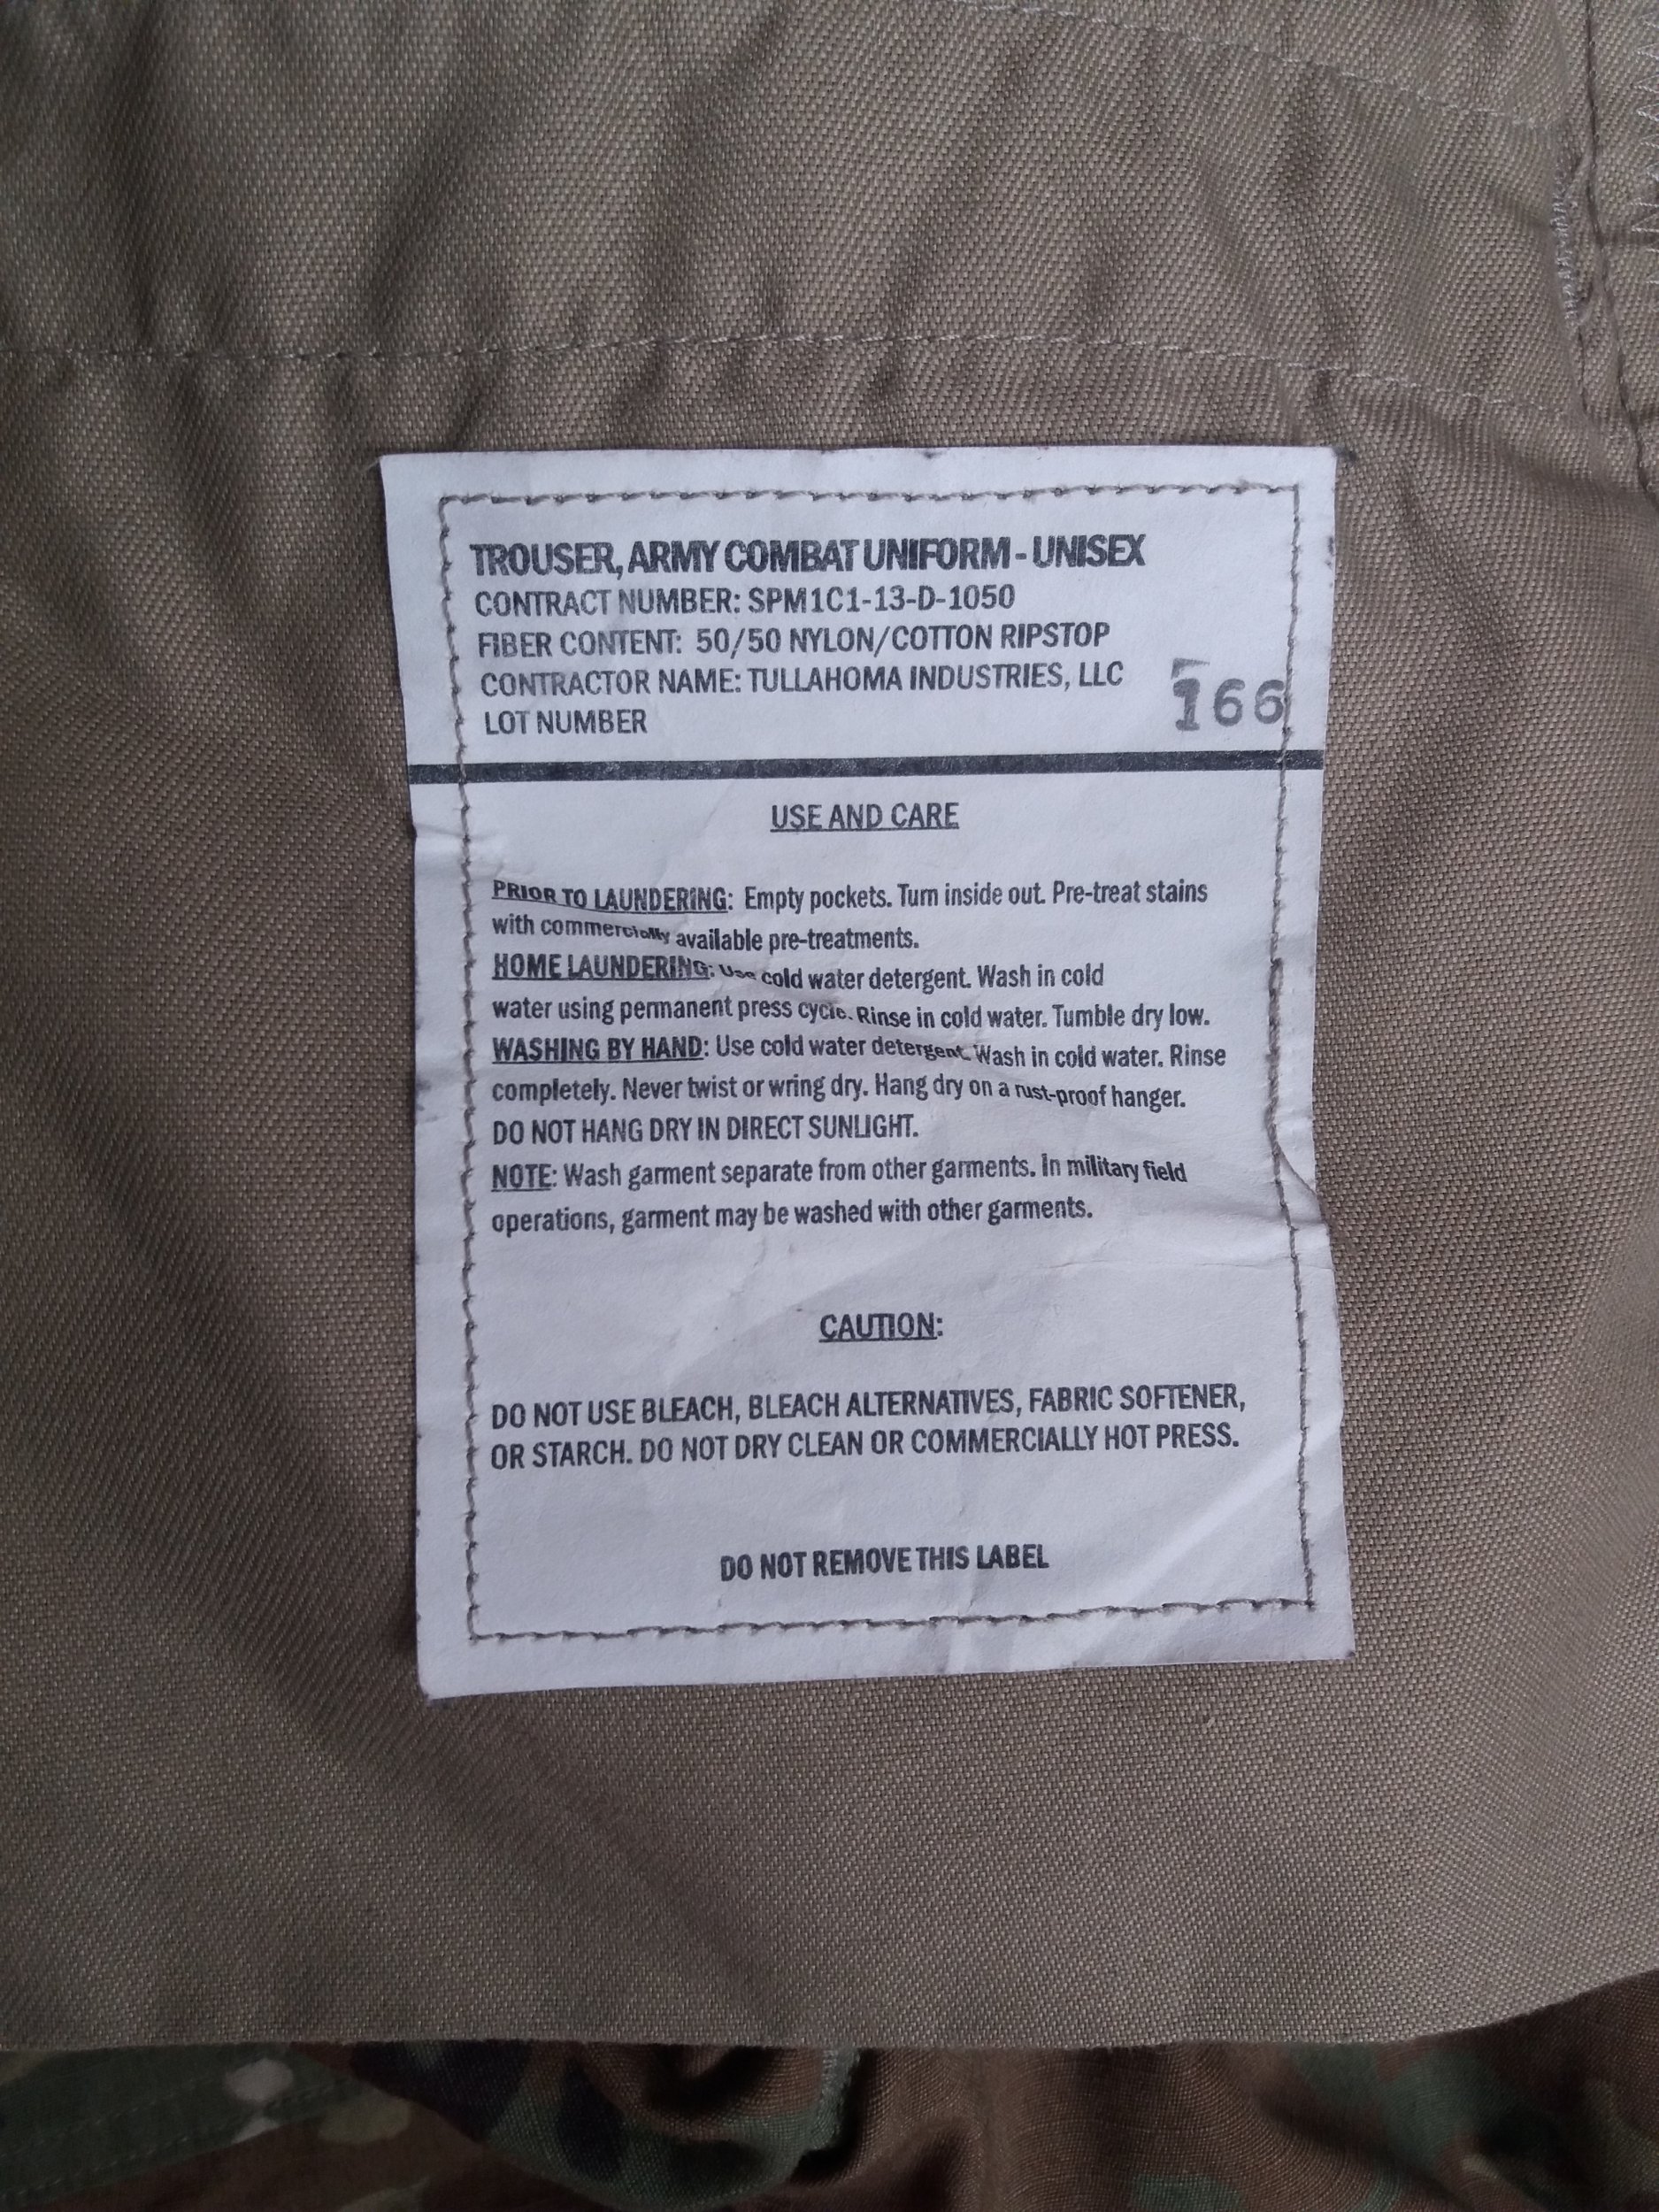 TROUSER, ARMY COMBAT UNIFORM - UNISEX
CONTRACT NUMBER: SPM1C1-13-D-1050
FIBER CONTENT: 50/50 NYLON/COTTON RIPSTOP
CONTRACTOR NAME: TULLAHOMA INDUSTRIES, LLC
LOT NUMBER 166
USE AND CARE
PRIOR TO LAUNDERING: Empty pockets. Turn inside out. Pre-treat stains
with commercially available pre-treatments.
HOME LAUNDERING: Use cold water detergent. Wash in cold
water using permanent press cycle. Rinse in cold water. Tumble dry low.
WASHING BY HAND: Use cold water detergent. Wash in cold water. Rinse
completely. Never twist or wring dry. Hang dry on a rust-proof hanger.
DO NOT HANG DRY IN DIRECT SUNLIGHT.
NOTE: Wash garment separate from other garments. In military field
operations, garment may be washed with other garments.
CAUTION:
DO NOT USE BLEACH, BLEACH ALTERNATIVES, FABRIC SOFTENER,
OR STARCH. DO NOT DRY CLEAN OR COMMERCIALLY HOT PRESS.
DO NOT REMOVE THIS LABEL